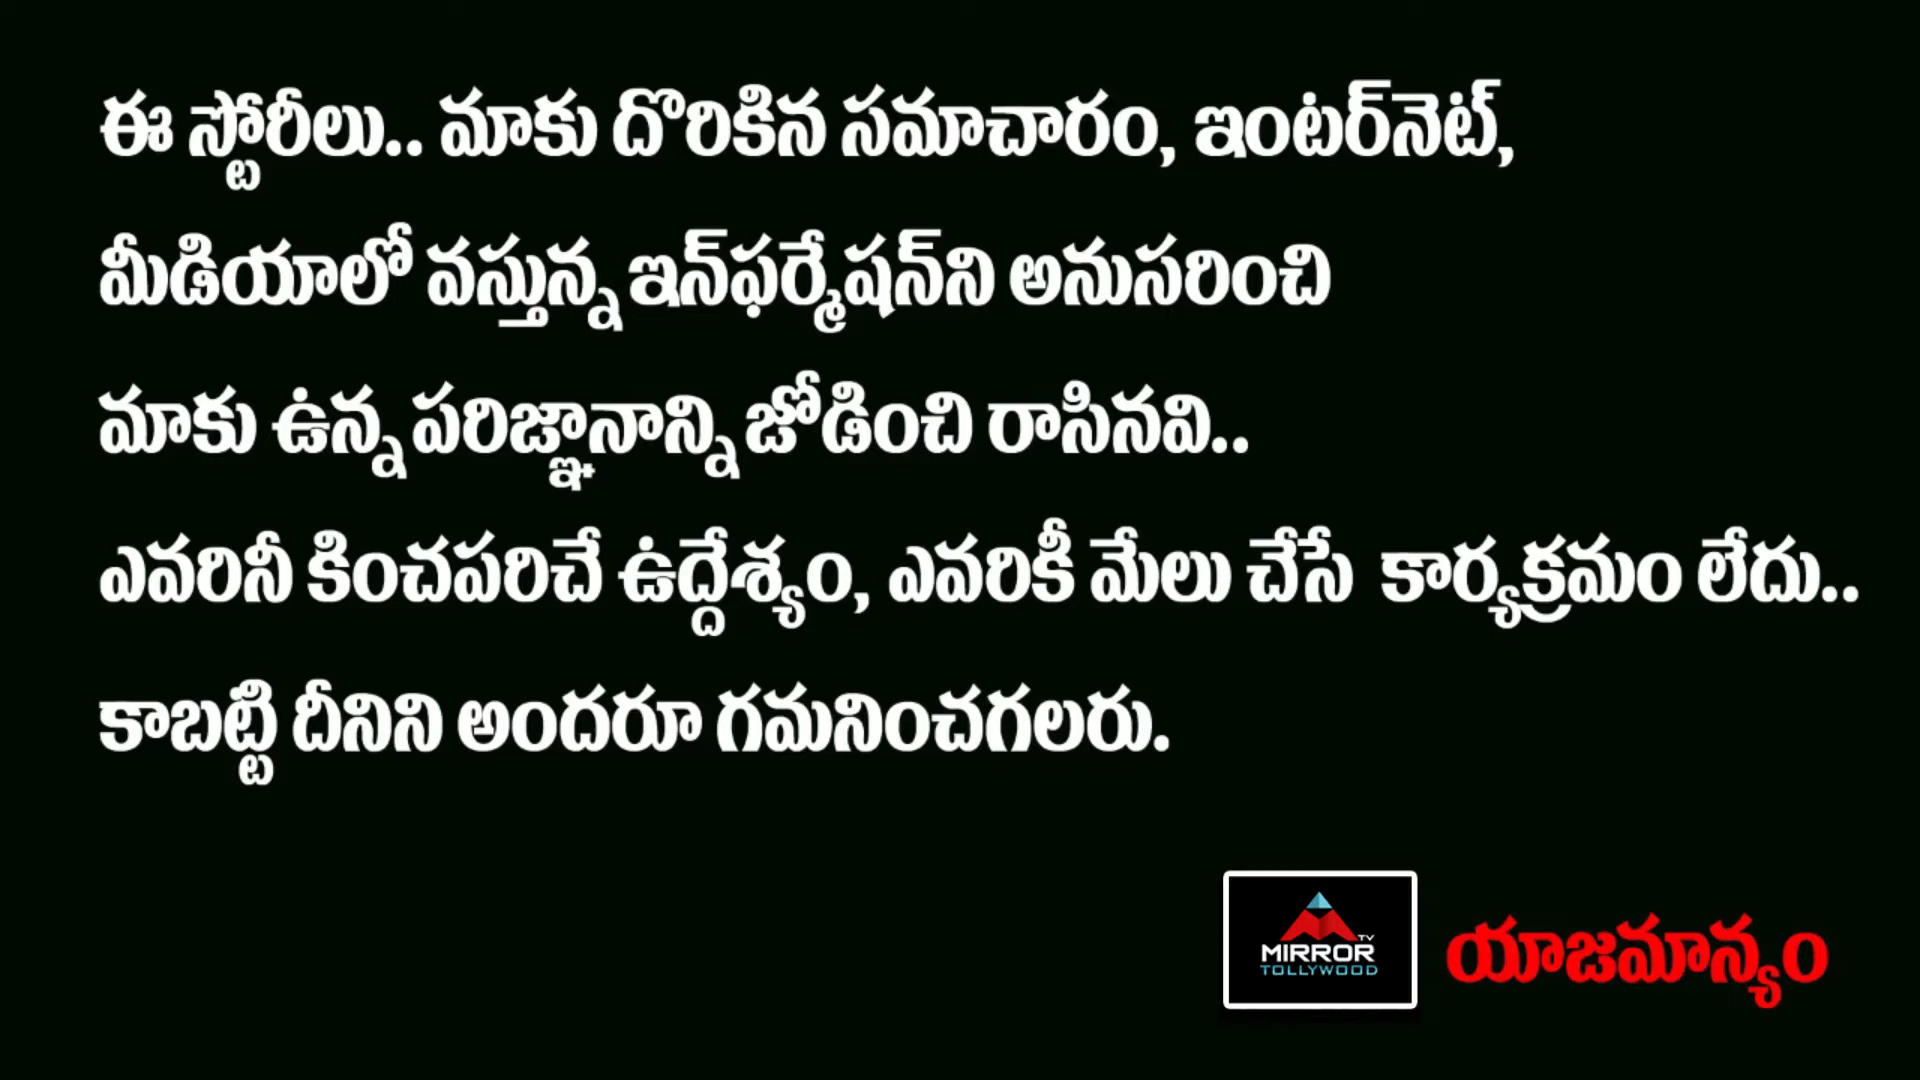 ఈ స్టోరీలు.. మాకు దొరికిన సమాచారం, ఇంటర్‌నెట్,
మీడియాలో వస్తున్న ఇన్‌ఫర్మేషన్‌ని అనుసరించి
మాకు ఉన్న పరిజ్ఞానాన్ని జోడించి రాసినవి..
ఎవరినీ కించపరిచే ఉద్దేశ్యం, ఎవరికీ మేలు చేసే కార్యక్రమం లేదు..
కాబట్టి దీనిని అందరూ గమనించగలరు.
TV
MIRROR
TOLLYWOOD
యాజమాన్యం